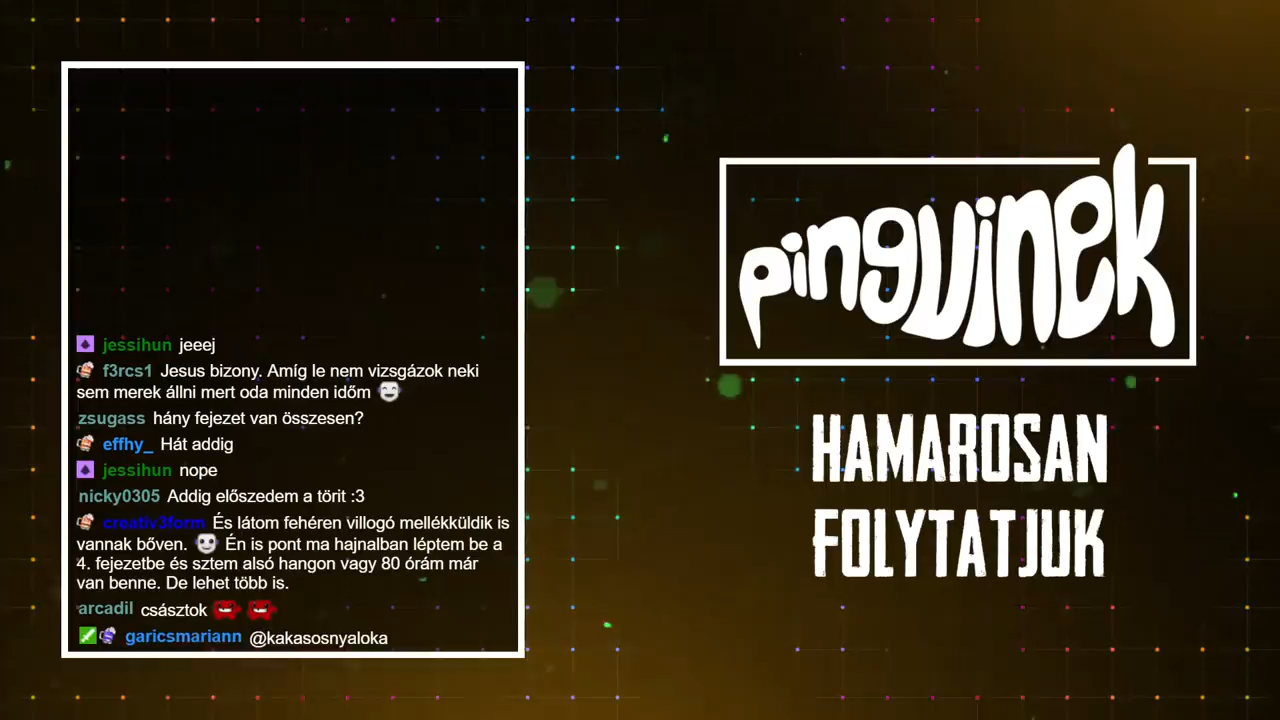 jessihun jeeej
f3rcs1 Jesus bizony. Amíg le nem vizsgázok neki
sem merek állni mert oda minden időm
zsugass hány fejezet van összesen?
effhy_ Hát addig
jessihun nope
nicky0305 Addig előszedem a törit :3
creativ3form És látom fehéren villogó mellékküldik is
vannak bőven. Én is pont ma hajnalban léptem be a
4. fejezetbe és sztem alsó hangon vagy 80 órám már
van benne. De lehet több is.
arcadil császtok
garicsmariann @kakasosnyaloka
pingvinek
HAMAROSAN
FOLYTATJUK